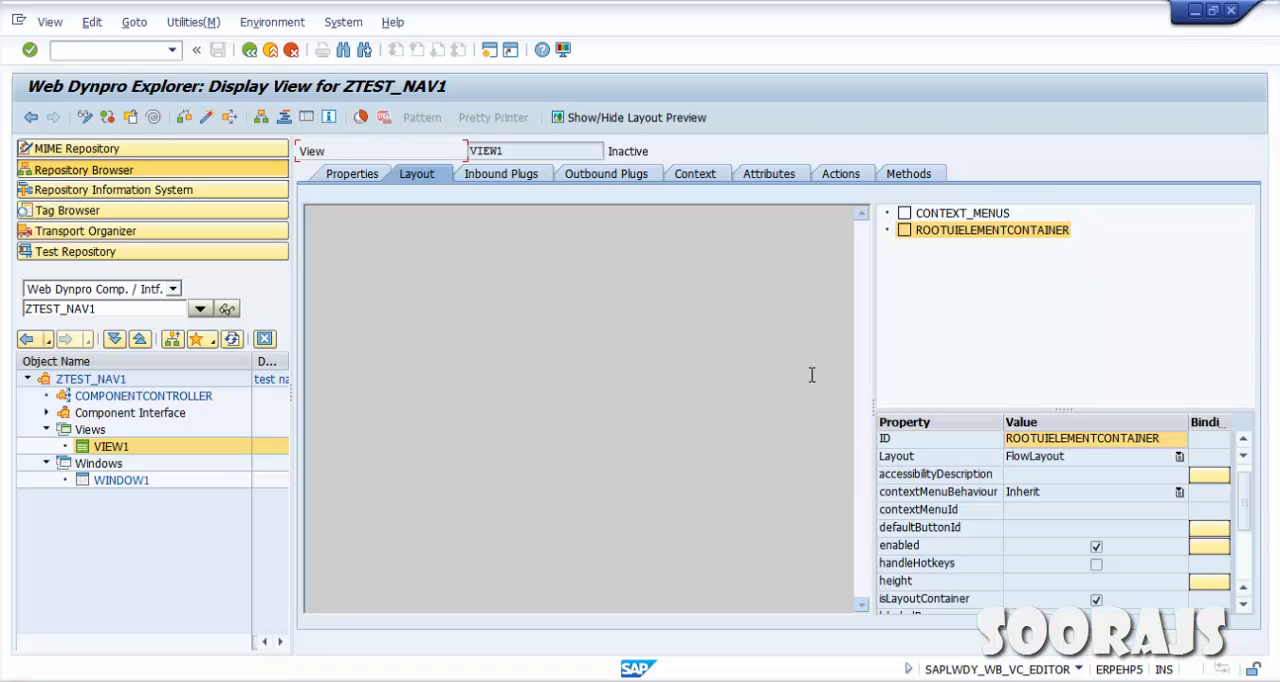 View Edit Goto Utilities(M) Environment System Help
Web Dynpro Explorer: Display View for ZTEST_NAV1
Pattern Pretty Printer Show/Hide Layout Preview
MIME Repository
Repository Browser
Repository Information System
Tag Browser
Transport Organizer
Test Repository
Web Dynpro Comp. / Intf.
ZTEST_NAV1
Object Name D...
ZTEST_NAV1 test na
COMPONENTCONTROLLER
Component Interface
Views
VIEW1
Windows
WINDOW1
View VIEW1 Inactive
Properties Layout Inbound Plugs Outbound Plugs Context Attributes Actions Methods
CONTEXT_MENUS
ROOTUIELEMENTCONTAINER
Property Value Bindi...
ID ROOTUIELEMENTCONTAINER
Layout FlowLayout
accessibilityDescription
contextMenuBehaviour Inherit
contextMenuId
defaultButtonId
enabled
handleHotkeys
height
isLayoutContainer
SOORAJS
SAP SAPLWDY_WB_VC_EDITOR ERPEHP5 INS